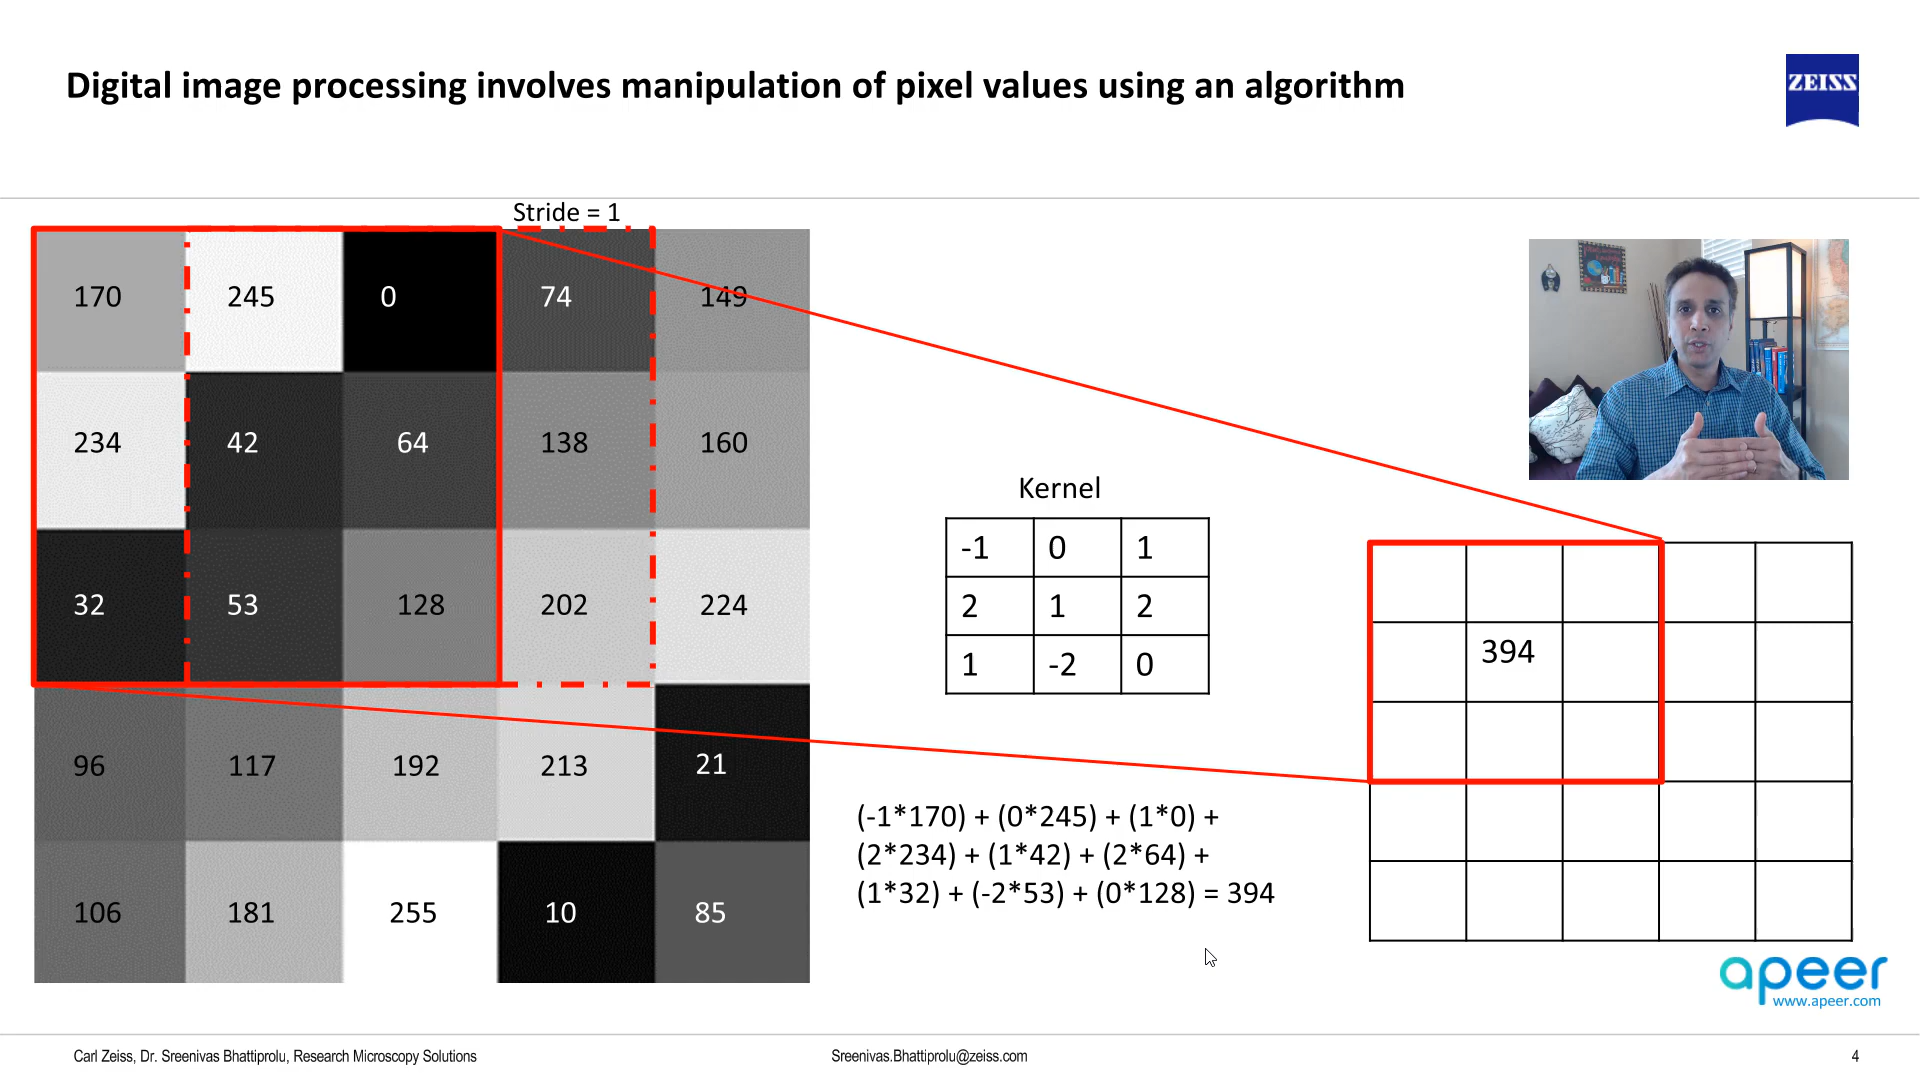 Digital image processing involves manipulation of pixel values using an algorithm
ZEISS
Stride = 1
170 245 0 74 149
234 42 64 138 160
32 53 128 202 224
96 117 192 213 21
106 181 255 10 85
Kernel
-1 0 1
2 1 2
1 -2 0
394
(-1*170) + (0*245) + (1*0) +
(2*234) + (1*42) + (2*64) +
(1*32) + (-2*53) + (0*128) = 394
apeer
www.apeer.com
Carl Zeiss, Dr. Sreenivas Bhattiprolu, Research Microscopy Solutions
Sreenivas.Bhattiprolu@zeiss.com
4